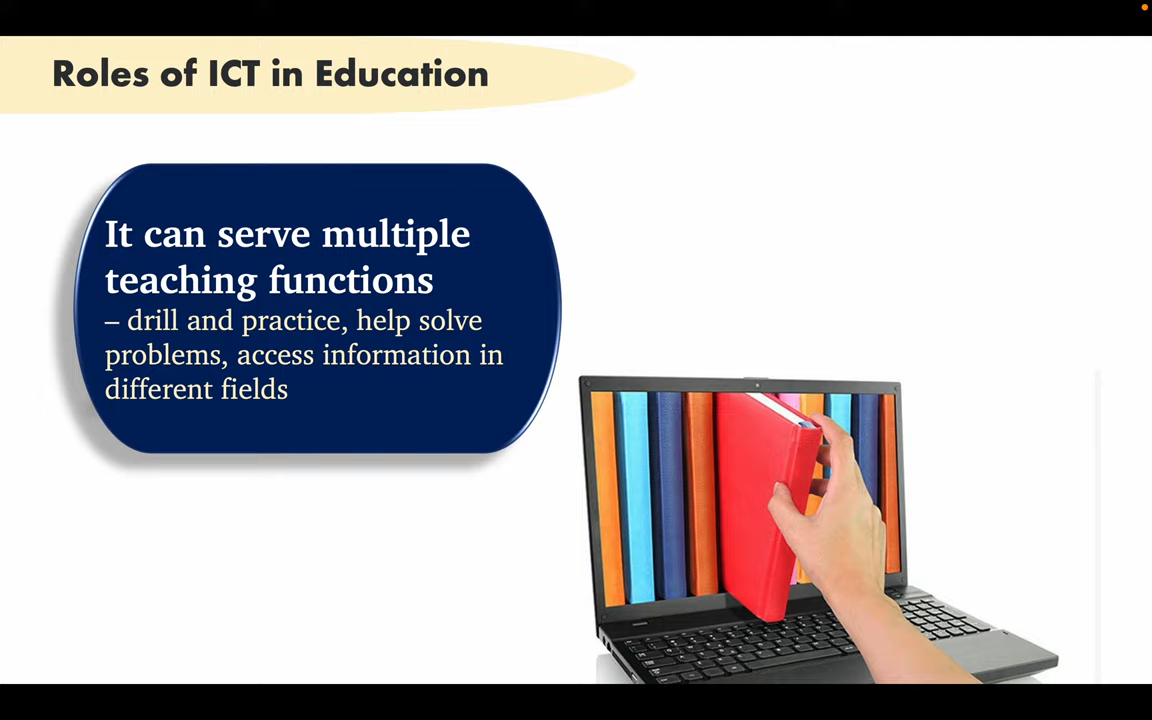 Roles of ICT in Education
It can serve multiple
teaching functions
– drill and practice, help solve
problems, access information in
different fields